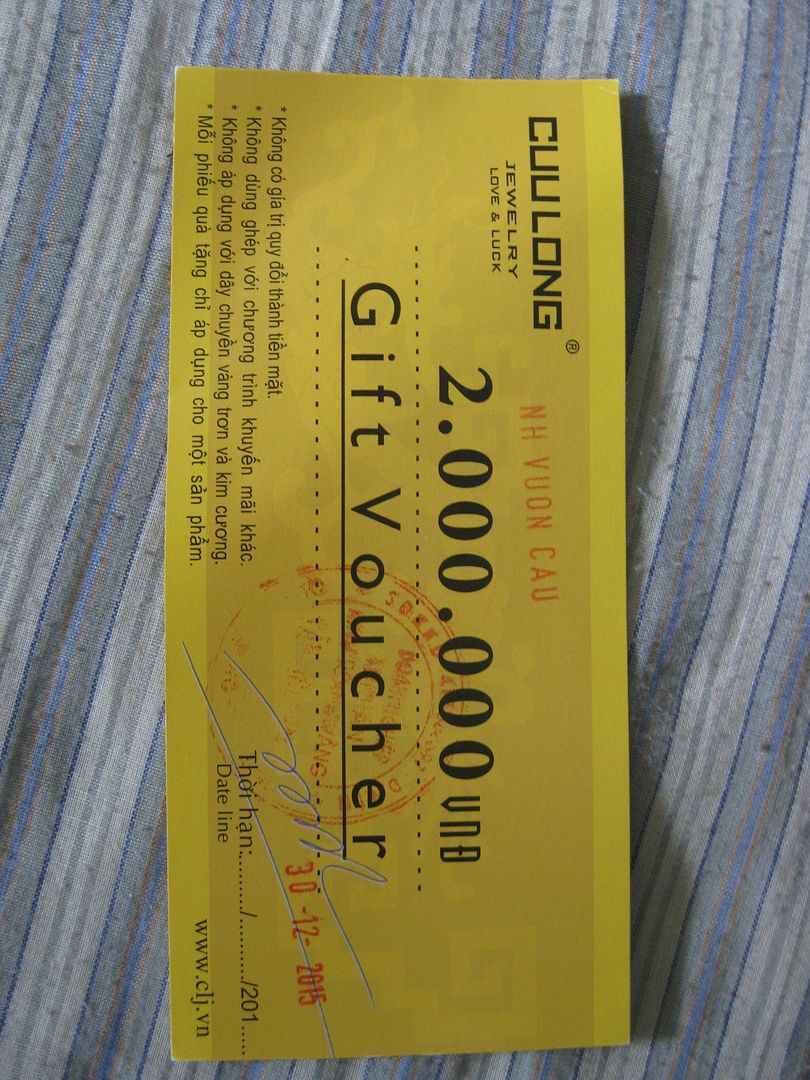 CUULONG ®
JEWELRY
LOVE & LUCK
NH VUON CAU
2.000.000 VNĐ
Gift Voucher
* Không có gía trị quy đổi thành tiền mặt.
* Không dùng ghép với chương trình khuyến mãi khác.
* Không áp dụng với dây chuyền vàng trơn và kim cương.
* Mỗi phiếu quà tặng chỉ áp dụng cho một sản phẩm.
30-12-2015
Thời hạn:........./........../201.....
Date line
www.clj.vn